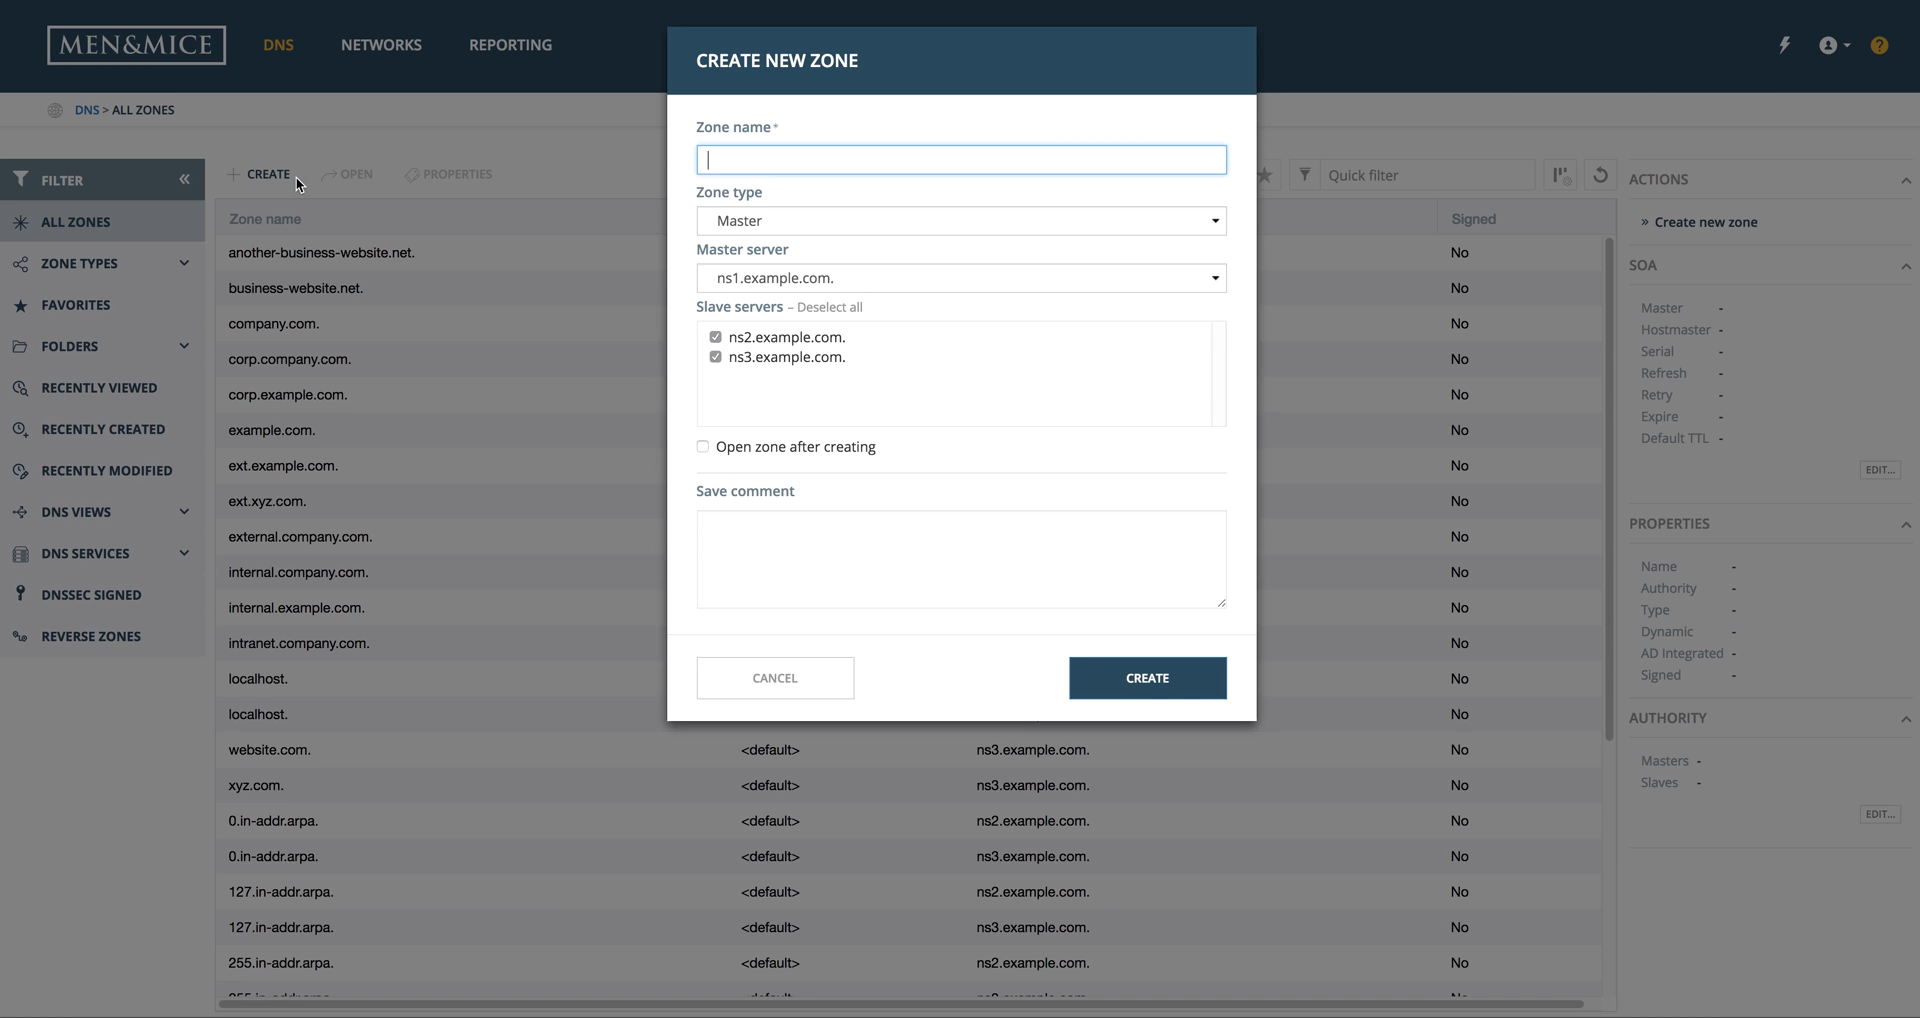 MEN&MICE
DNS
NETWORKS
REPORTING
?
DNS > ALL ZONES
FILTER
«
ALL ZONES
ZONE TYPES
FAVORITES
FOLDERS
RECENTLY VIEWED
RECENTLY CREATED
RECENTLY MODIFIED
DNS VIEWS
DNS SERVICES
DNSSEC SIGNED
REVERSE ZONES
CREATE
OPEN
PROPERTIES
Quick filter
Zone name
Signed
another-business-website.net.
No
business-website.net.
No
company.com.
No
corp.company.com.
No
corp.example.com.
No
example.com.
No
ext.example.com.
No
ext.xyz.com.
No
external.company.com.
No
internal.company.com.
No
internal.example.com.
No
intranet.company.com.
No
localhost.
No
localhost.
No
website.com. <default> ns3.example.com. No
xyz.com. <default> ns3.example.com. No
0.in-addr.arpa. <default> ns2.example.com. No
0.in-addr.arpa. <default> ns3.example.com. No
127.in-addr.arpa. <default> ns2.example.com. No
127.in-addr.arpa. <default> ns3.example.com. No
255.in-addr.arpa. <default> ns2.example.com. No
CREATE NEW ZONE
Zone name*
Zone type
Master
Master server
ns1.example.com.
Slave servers – Deselect all
ns2.example.com.
ns3.example.com.
Open zone after creating
Save comment
CANCEL
CREATE
ACTIONS
» Create new zone
SOA
Master -
Hostmaster -
Serial -
Refresh -
Retry -
Expire -
Default TTL -
EDIT...
PROPERTIES
Name -
Authority -
Type -
Dynamic -
AD Integrated -
Signed -
AUTHORITY
Masters -
Slaves -
EDIT...